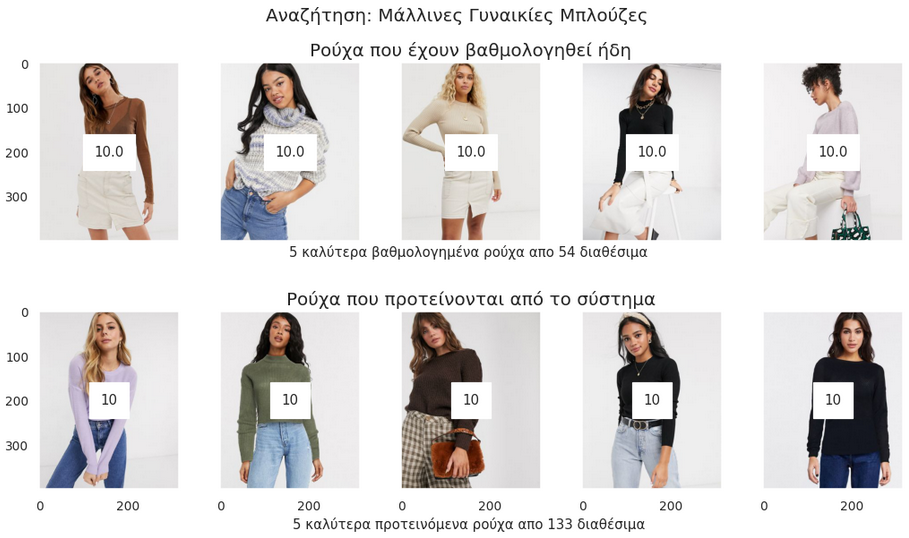 Αναζήτηση: Μάλλινες Γυναικίες Μπλούζες
Ρούχα που έχουν βαθμολογηθεί ήδη
0
100
200
300
10.0 10.0 10.0 10.0 10.0
5 καλύτερα βαθμολογημένα ρούχα απο 54 διαθέσιμα
Ρούχα που προτείνονται από το σύστημα
0
100
200
300
10 10 10 10 10
0 200 0 200 0 200 0 200 0 200
5 καλύτερα προτεινόμενα ρούχα απο 133 διαθέσιμα